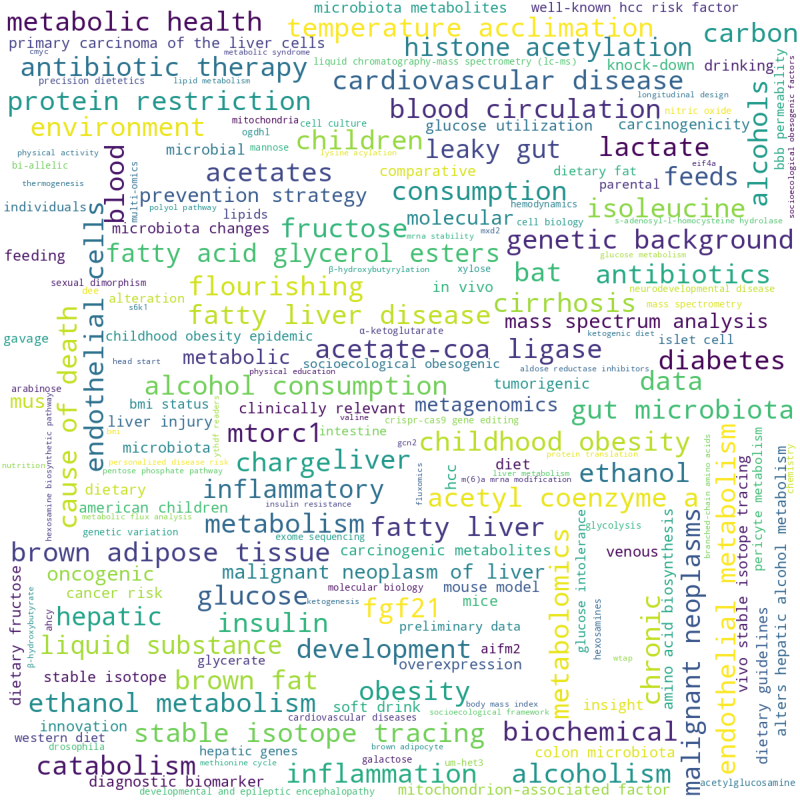 microbiota metabolites
well-known hcc risk factor
metabolic health
temperature acclimation
carbon
primary carcinoma of the liver cells
histone acetylation
cmyc
metabolic syndrome
antibiotic therapy
liquid chromatography-mass spectrometry (lc-ms)
knock-down
drinking
precision dietetics
lipid metabolism
cardiovascular disease
longitudinal design
protein restriction
blood circulation
nitric oxide
alcohols
bbb permeability
socioecological obesogenic factors
environment
mitochondria
cell culture
ogdhl
children
glucose utilization
carcinogenicity
physical activity
microbial
mannose
lysine acylation
leaky gut
lactate
bi-allelic
blood
acetates
comparative
dietary fat
eif4a
feeds
thermogenesis
multi-omics
prevention strategy
consumption
parental
individuals
polyol pathway
lipids
hemodynamics
isoleucine
endothelial cells
microbiota changes
fructose
molecular
cell biology
s-adenosyl-l-homocysteine hydrolase
mrna stability
mxd2
genetic background
feeding
fatty acid glycerol esters
glucose metabolism
sexual dimorphism
β-hydroxybutyrylation
xylose
bat
antibiotics
dee
alteration
flourishing
in vivo
neurodevelopmental disease
s6k1
fatty liver disease
cirrhosis
mass spectrometry
cause of death
mass spectrum analysis
gavage
childhood obesity epidemic
α-ketoglutarate
ketogenic diet
islet cell
head start
metabolic
acetate-coa ligase
socioecological obesogenic
aldose reductase inhibitors
diabetes
physical education
arabinose
alcohol consumption
tumorigenic
data
mus
hexosamine biosynthetic pathway
bmi status
clinically relevant
metagenomics
gut microbiota
valine
liver injury
ythdf readers
mtorc1
crispr-cas9 gene editing
bmi
microbiota
intestine
gcn2
childhood obesity
protein translation
nutrition
personalized disease risk
pentose phosphate pathway
charge
liver
fluxomics
hcc
diet
liver metabolism
ethanol
branched-chain amino acids
endothelial metabolism
vivo stable isotope tracing
pericyte metabolism
chemistry
dietary
inflammatory
m(6)a mrna modification
acetyl coenzyme a
american children
insulin resistance
metabolic flux analysis
metabolism
fatty liver
glycolysis
genetic variation
exome sequencing
brown adipose tissue
carcinogenic metabolites
metabolomics
glucose intolerance
amino acid biosynthesis
venous
malignant neoplasms
dietary guidelines
alters hepatic alcohol metabolism
oncogenic
malignant neoplasm of liver
molecular biology
cancer risk
glucose
ketogenesis
mouse model
dietary fructose
β-hydroxybutyrate
ahcy
hepatic
insulin
fgf21
mice
preliminary data
hexosamines
chronic
liquid substance
development
aifm2
wtap
glycerate
overexpression
stable isotope
brown fat
obesity
insight
ethanol metabolism
soft drink
body mass index
innovation
cardiovascular diseases
socioecological framework
western diet
stable isotope tracing
biochemical
drosophila
hepatic genes
brown adipocyte
colon microbiota
catabolism
methionine cycle
galactose
um-het3
diagnostic biomarker
inflammation
alcoholism
acetylglucosamine
developmental and epileptic encephalopathy
mitochondrion-associated factor